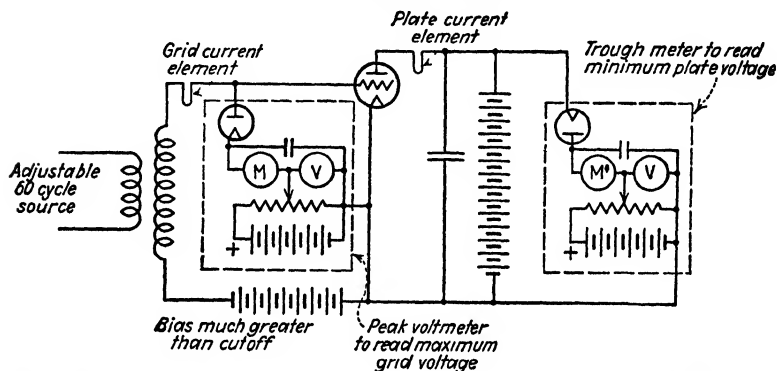 Grid current
element
Plate current
element
Trough meter to read
minimum plate voltage
Adjustable
60 cycle
source
M
V
+
M'
V
+
Bias much greater
than cutoff
Peak voltmeter
to read maximum
grid voltage